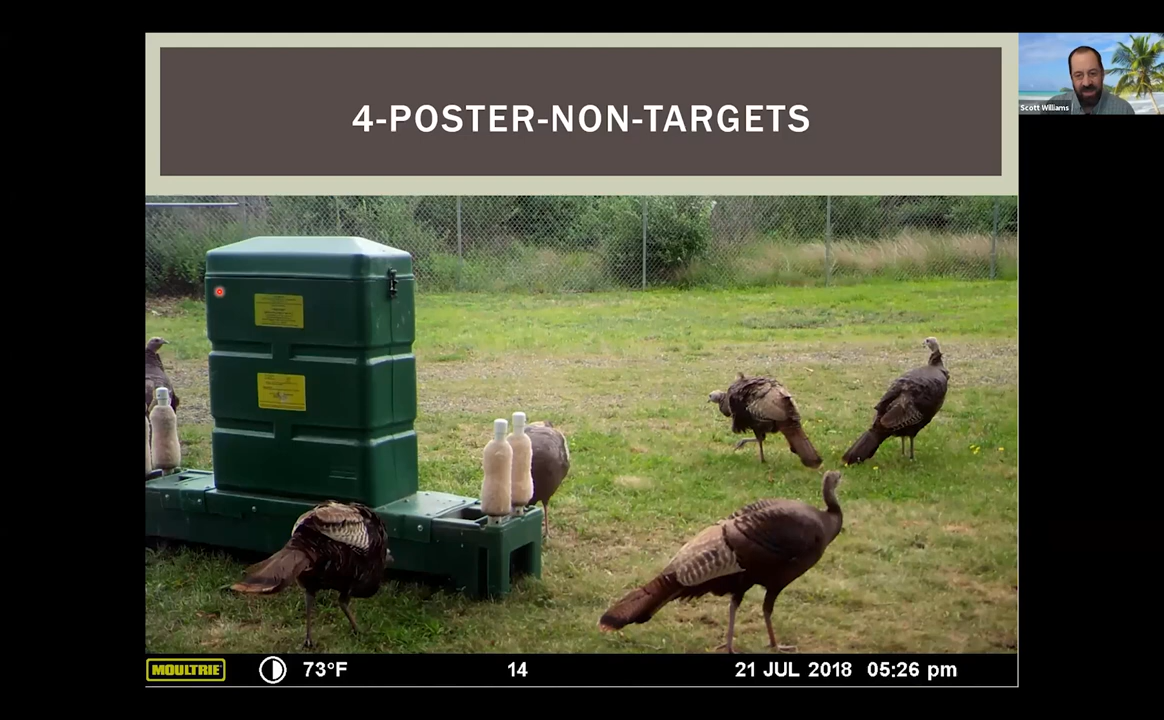 4-POSTER-NON-TARGETS
Scott Williams
MOULTRIE 73°F 14 21 JUL 2018 05:26 pm